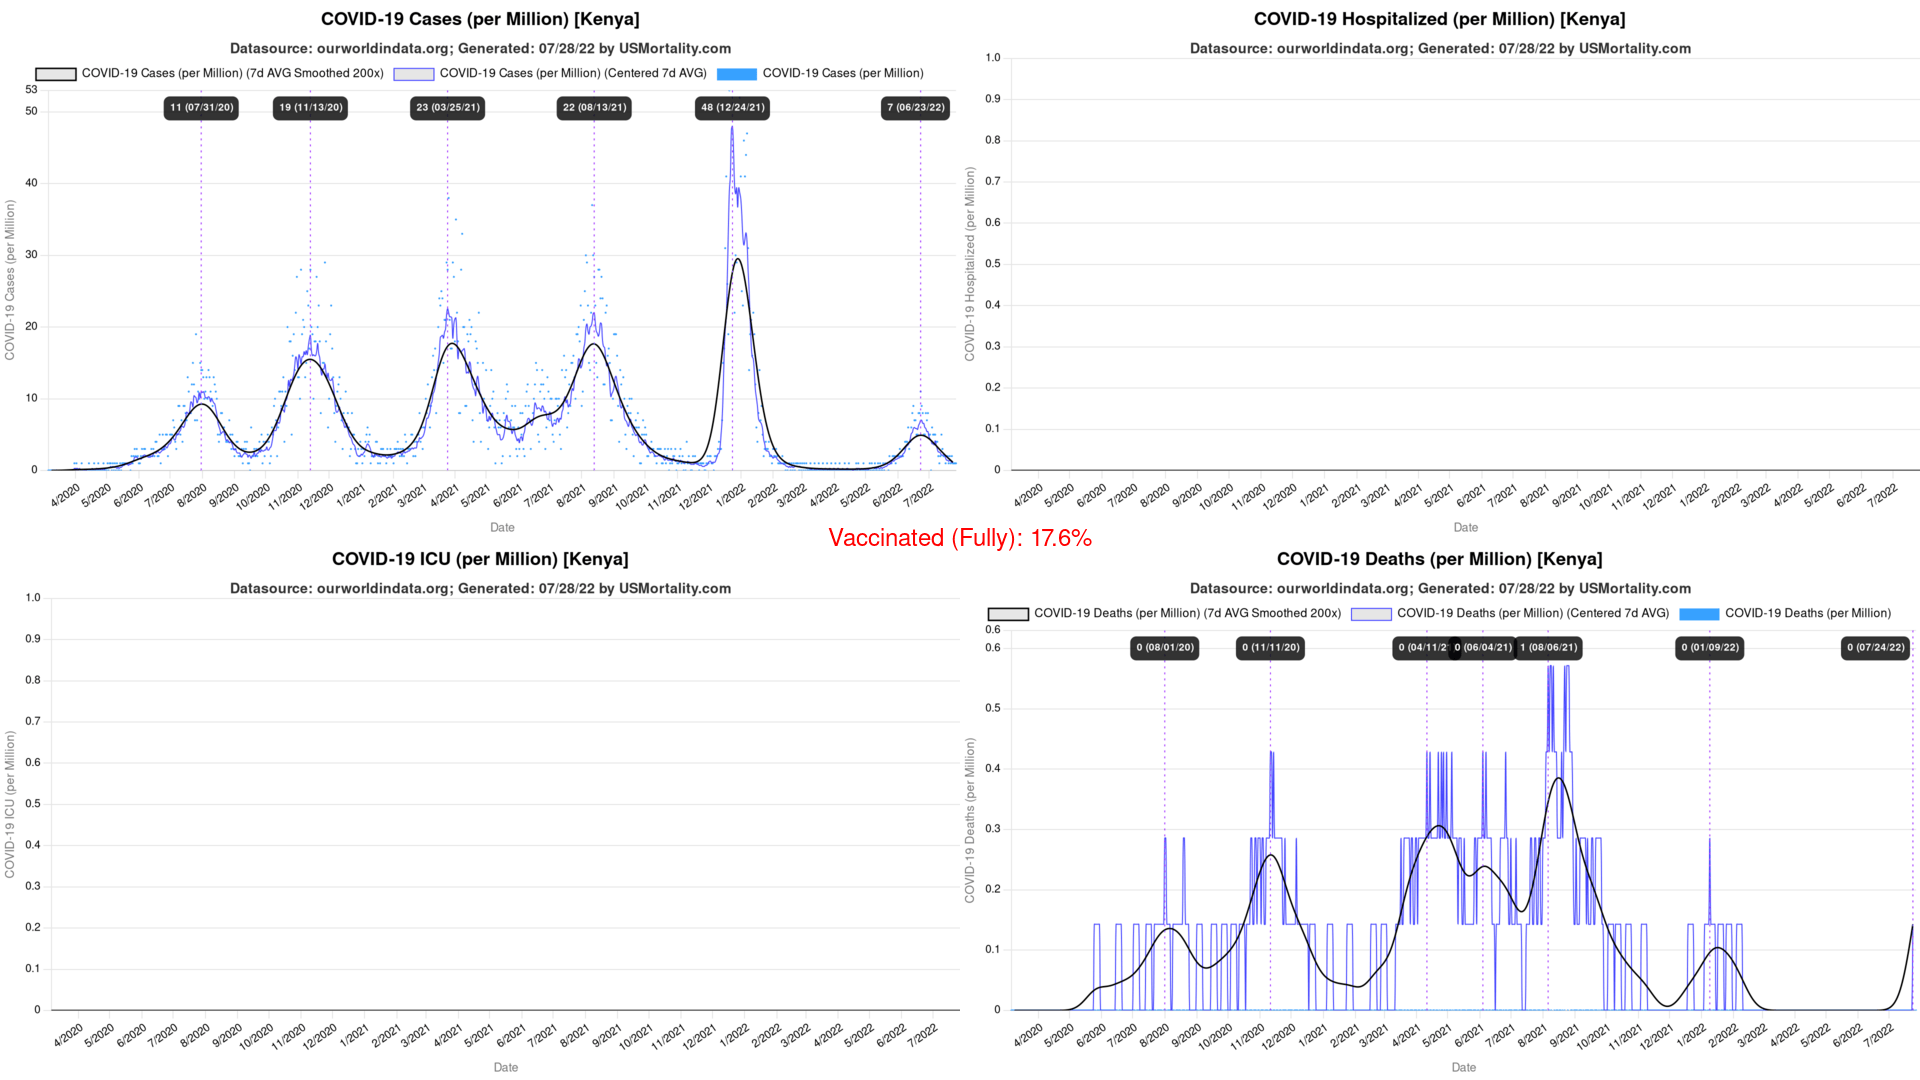 COVID-19 Cases (per Million) [Kenya]
Datasource: ourworldindata.org; Generated: 07/28/22 by USMortality.com
COVID-19 Cases (per Million) (7d AVG Smoothed 200x) COVID-19 Cases (per Million) (Centered 7d AVG) COVID-19 Cases (per Million)
53
50
40
30
20
10
0
COVID-19 Cases (per Million)
11 (07/31/20) 19 (11/13/20) 23 (03/25/21) 22 (08/13/21) 48 (12/24/21) 7 (06/23/22)
4/2020 5/2020 6/2020 7/2020 8/2020 9/2020 10/2020 11/2020 12/2020 1/2021 2/2021 3/2021 4/2021 5/2021 6/2021 7/2021 8/2021 9/2021 10/2021 11/2021 12/2021 1/2022 2/2022 3/2022 4/2022 5/2022 6/2022 7/2022
Date
COVID-19 Hospitalized (per Million) [Kenya]
Datasource: ourworldindata.org; Generated: 07/28/22 by USMortality.com
1.0
0.9
0.8
0.7
0.6
0.5
0.4
0.3
0.2
0.1
0
COVID-19 Hospitalized (per Million)
4/2020 5/2020 6/2020 7/2020 8/2020 9/2020 10/2020 11/2020 12/2020 1/2021 2/2021 3/2021 4/2021 5/2021 6/2021 7/2021 8/2021 9/2021 10/2021 11/2021 12/2021 1/2022 2/2022 3/2022 4/2022 5/2022 6/2022 7/2022
Date
Vaccinated (Fully): 17.6%
COVID-19 ICU (per Million) [Kenya]
Datasource: ourworldindata.org; Generated: 07/28/22 by USMortality.com
1.0
0.9
0.8
0.7
0.6
0.5
0.4
0.3
0.2
0.1
0
COVID-19 ICU (per Million)
4/2020 5/2020 6/2020 7/2020 8/2020 9/2020 10/2020 11/2020 12/2020 1/2021 2/2021 3/2021 4/2021 5/2021 6/2021 7/2021 8/2021 9/2021 10/2021 11/2021 12/2021 1/2022 2/2022 3/2022 4/2022 5/2022 6/2022 7/2022
Date
COVID-19 Deaths (per Million) [Kenya]
Datasource: ourworldindata.org; Generated: 07/28/22 by USMortality.com
COVID-19 Deaths (per Million) (7d AVG Smoothed 200x) COVID-19 Deaths (per Million) (Centered 7d AVG) COVID-19 Deaths (per Million)
0.6
0.6
0.5
0.4
0.3
0.2
0.1
0
COVID-19 Deaths (per Million)
0 (08/01/20) 0 (11/11/20) 0 (04/11/2 0 (06/04/21) 1 (08/06/21) 0 (01/09/22) 0 (07/24/22)
4/2020 5/2020 6/2020 7/2020 8/2020 9/2020 10/2020 11/2020 12/2020 1/2021 2/2021 3/2021 4/2021 5/2021 6/2021 7/2021 8/2021 9/2021 10/2021 11/2021 12/2021 1/2022 2/2022 3/2022 4/2022 5/2022 6/2022 7/2022
Date